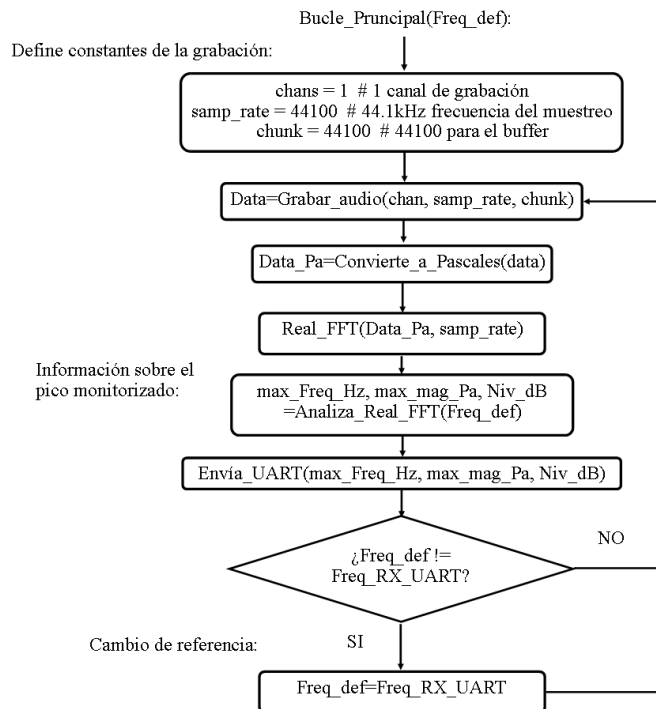 Bucle_Pruncipal(Freq_def):
Define constantes de la grabación:
chans = 1 # 1 canal de grabación
samp_rate = 44100 # 44.1kHz frecuencia del muestreo
chunk = 44100 # 44100 para el buffer
Data=Grabar_audio(chan, samp_rate, chunk)
Data_Pa=Convierte_a_Pascales(data)
Real_FFT(Data_Pa, samp_rate)
Información sobre el
pico monitorizado:
max_Freq_Hz, max_mag_Pa, Niv_dB
=Analiza_Real_FFT(Freq_def)
Envía_UART(max_Freq_Hz, max_mag_Pa, Niv_dB)
¿Freq_def !=
Freq_RX_UART?
NO
Cambio de referencia:
SI
Freq_def=Freq_RX_UART